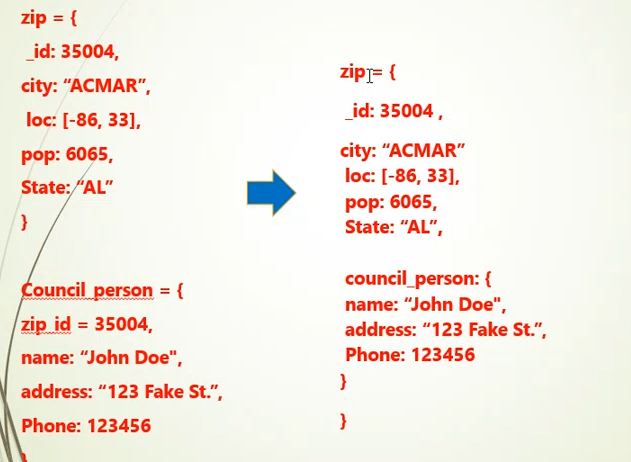 zip = {
_id: 35004,
city: “ACMAR”,
loc: [-86, 33],
pop: 6065,
State: “AL”
}
Council_person = {
zip_id = 35004,
name: “John Doe",
address: “123 Fake St.”,
Phone: 123456
}
zip = {
_id: 35004 ,
city: “ACMAR”
loc: [-86, 33],
pop: 6065,
State: “AL”,
council_person: {
name: “John Doe",
address: “123 Fake St.”,
Phone: 123456
}
}